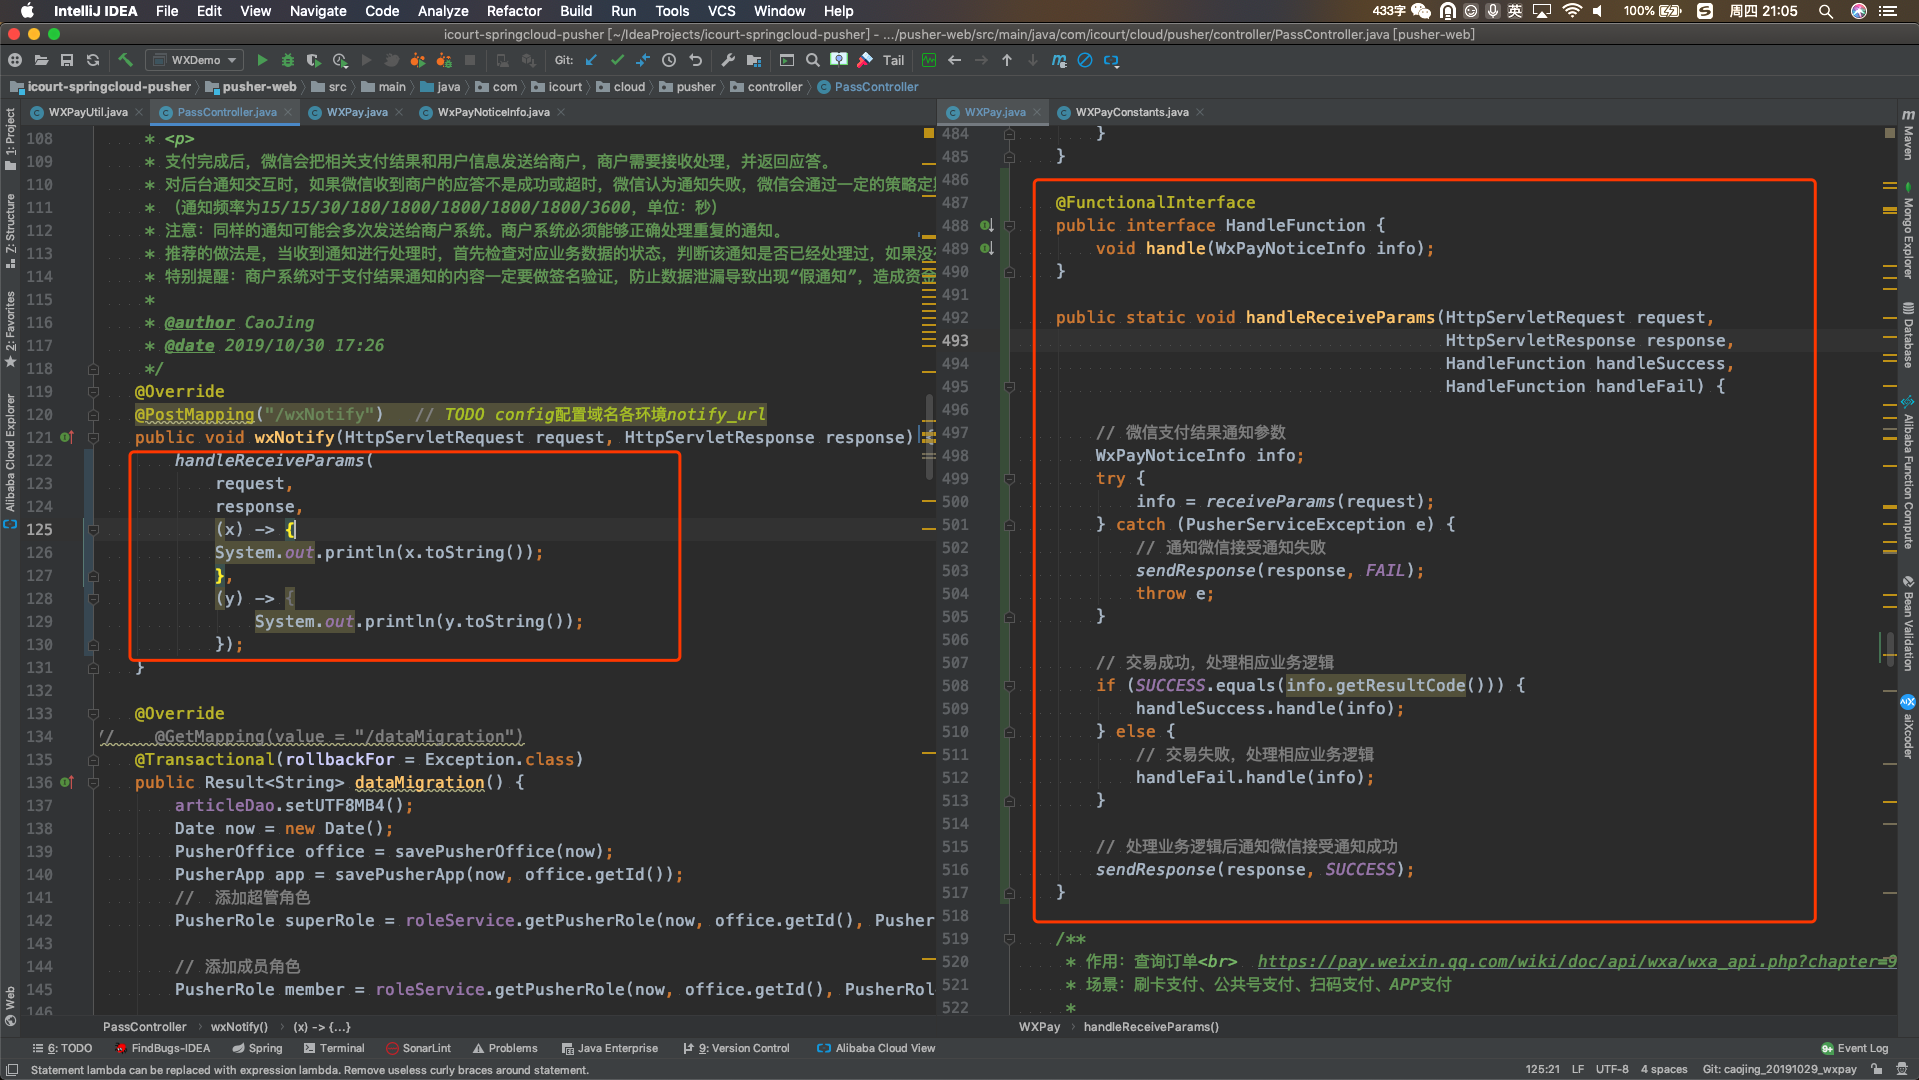 IntelliJ IDEA File Edit View Navigate Code Analyze Refactor Build Run Tools VCS Window Help 433字 英 100% 周四 21:05
icourt-springcloud-pusher [~/IdeaProjects/icourt-springcloud-pusher] - .../pusher-web/src/main/java/com/icourt/cloud/pusher/controller/PassController.java [pusher-web]
WXDemo Git: Tail
icourt-springcloud-pusher pusher-web src main java com icourt cloud pusher controller PassController
WXPayUtil.java PassController.java WXPay.java WxPayNoticeInfo.java
1: Project
7: Structure
2: Favorites
Alibaba Cloud Explorer
Web
108 * <p>
109 * 支付完成后，微信会把相关支付结果和用户信息发送给商户，商户需要接收处理，并返回应答。
110 * 对后台通知交互时，如果微信收到商户的应答不是成功或超时，微信认为通知失败，微信会通过一定的策略定
111 * （通知频率为15/15/30/180/1800/1800/1800/1800/3600，单位：秒）
112 * 注意：同样的通知可能会多次发送给商户系统。商户系统必须能够正确处理重复的通知。
113 * 推荐的做法是，当收到通知进行处理时，首先检查对应业务数据的状态，判断该通知是否已经处理过，如果没
114 * 特别提醒：商户系统对于支付结果通知的内容一定要做签名验证，防止数据泄漏导致出现“假通知”，造成资
115 *
116 * @author CaoJing
117 * @date 2019/10/30 17:26
118 */
119 @Override
120 @PostMapping("/wxNotify") // TODO config配置域名各环境notify_url
121 public void wxNotify(HttpServletRequest request, HttpServletResponse response) {
122 handleReceiveParams(
123 request,
124 response,
125 (x) -> {
126 System.out.println(x.toString());
127 },
128 (y) -> {
129 System.out.println(y.toString());
130 });
131 }
132
133 @Override
134 // @GetMapping(value = "/dataMigration")
135 @Transactional(rollbackFor = Exception.class)
136 public Result<String> dataMigration() {
137 articleDao.setUTF8MB4();
138 Date now = new Date();
139 PusherOffice office = savePusherOffice(now);
140 PusherApp app = savePusherApp(now, office.getId());
141 // 添加超管角色
142 PusherRole superRole = roleService.getPusherRole(now, office.getId(), Pusher
143
144 // 添加成员角色
145 PusherRole member = roleService.getPusherRole(now, office.getId(), PusherRol
146
PassController wxNotify() (x) -> {...}
WXPay.java WXPayConstants.java
484 }
485 }
486
487 @FunctionalInterface
488 public interface HandleFunction {
489 void handle(WxPayNoticeInfo info);
490 }
491
492 public static void handleReceiveParams(HttpServletRequest request,
493 HttpServletResponse response,
494 HandleFunction handleSuccess,
495 HandleFunction handleFail) {
496
497 // 微信支付结果通知参数
498 WxPayNoticeInfo info;
499 try {
500 info = receiveParams(request);
501 } catch (PusherServiceException e) {
502 // 通知微信接受通知失败
503 sendResponse(response, FAIL);
504 throw e;
505 }
506
507 // 交易成功，处理相应业务逻辑
508 if (SUCCESS.equals(info.getResultCode())) {
509 handleSuccess.handle(info);
510 } else {
511 // 交易失败，处理相应业务逻辑
512 handleFail.handle(info);
513 }
514
515 // 处理业务逻辑后通知微信接受通知成功
516 sendResponse(response, SUCCESS);
517 }
518
519 /**
520 * 作用：查询订单<br> https://pay.weixin.qq.com/wiki/doc/api/wxa/wxa_api.php?chapter=9
521 * 场景：刷卡支付、公共号支付、扫码支付、APP支付
522 *
WXPay handleReceiveParams()
Maven
Mongo Explorer
Database
Alibaba Function Compute
Bean Validation
aiXcoder
6: TODO FindBugs-IDEA Spring Terminal SonarLint Problems Java Enterprise 9: Version Control Alibaba Cloud View 9+ Event Log
Statement lambda can be replaced with expression lambda. Remove useless curly braces around statement. 125:21 LF UTF-8 4 spaces Git: caojing_20191029_wxpay